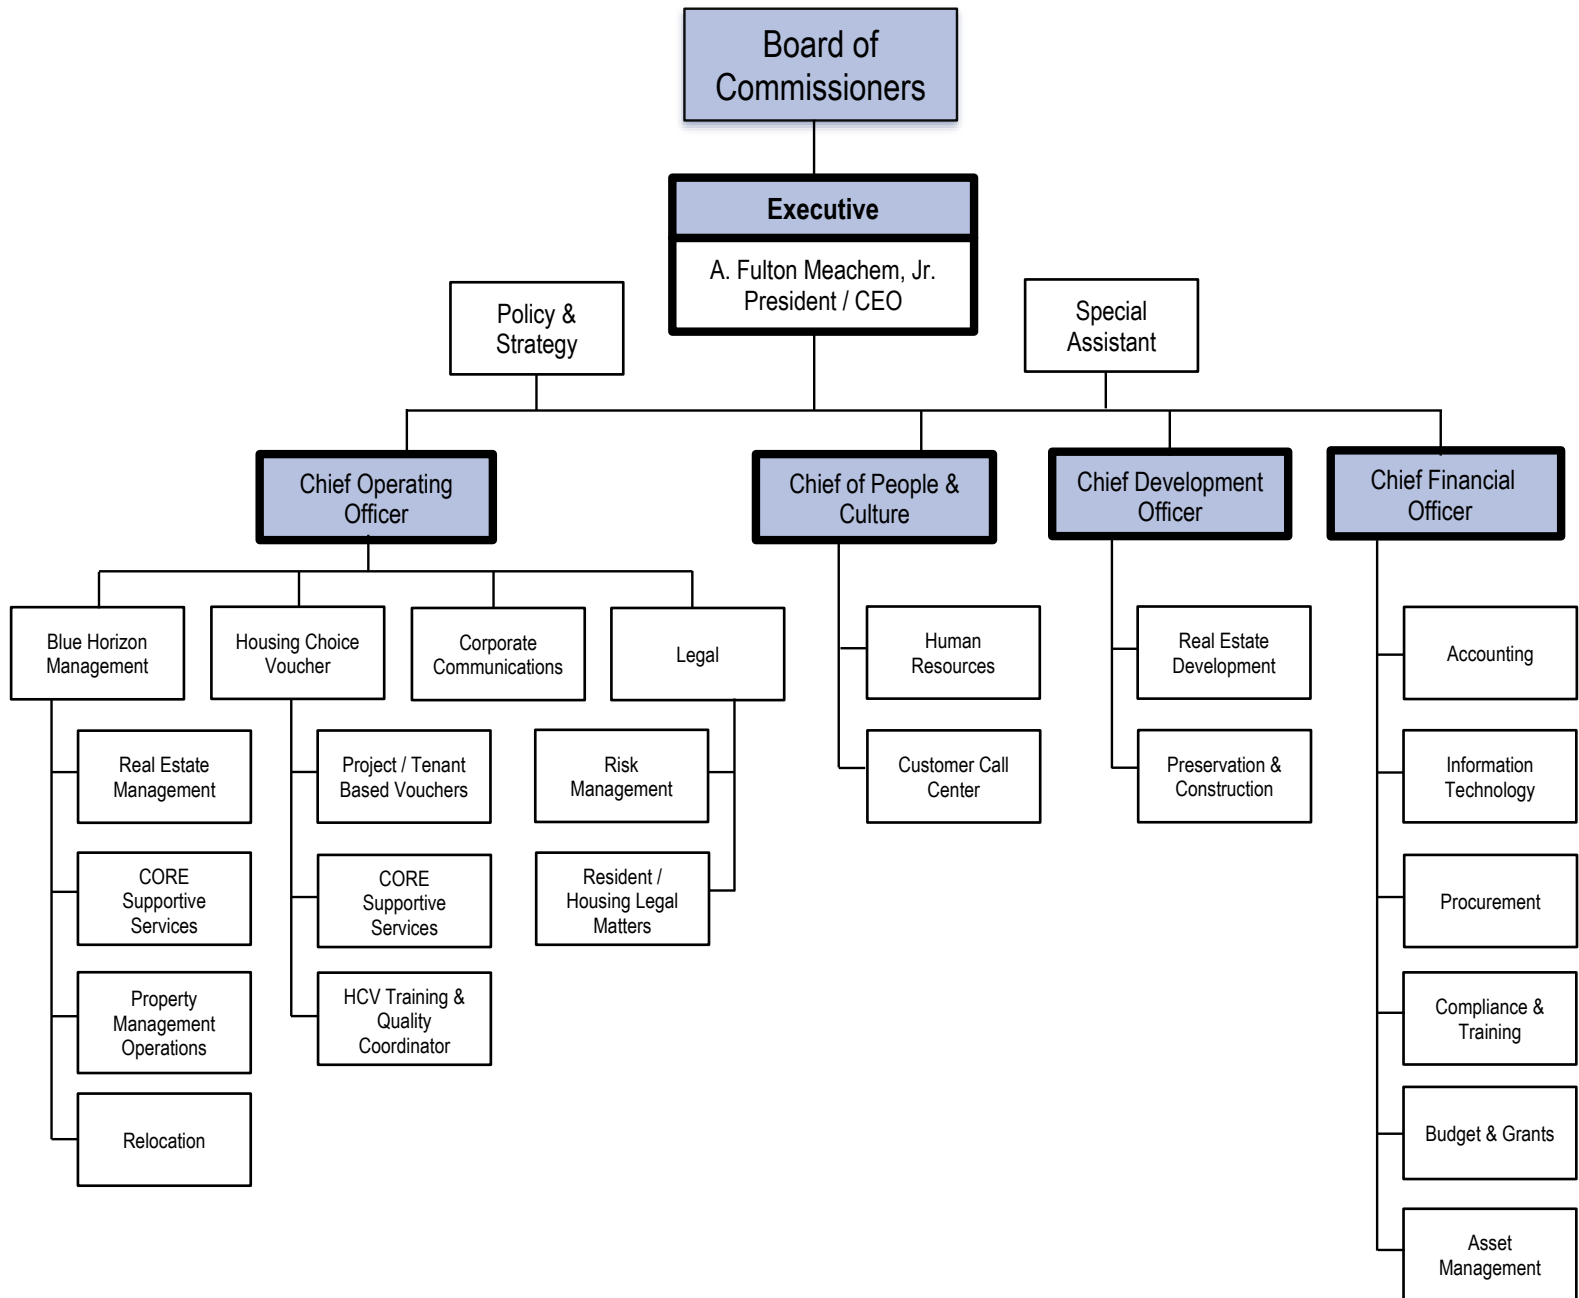 Board of
Commissioners
Executive
A. Fulton Meachem, Jr.
President / CEO
Policy &
Strategy
Special
Assistant
Chief Operating
Officer
Chief of People &
Culture
Chief Development
Officer
Chief Financial
Officer
Blue Horizon
Management
Housing Choice
Voucher
Corporate
Communications
Legal
Human
Resources
Real Estate
Development
Accounting
Real Estate
Management
Project / Tenant
Based Vouchers
Risk
Management
Customer Call
Center
Preservation &
Construction
Information
Technology
CORE
Supportive
Services
CORE
Supportive
Services
Resident /
Housing Legal
Matters
Procurement
Property
Management
Operations
HCV Training &
Quality
Coordinator
Compliance &
Training
Relocation
Budget & Grants
Asset
Management